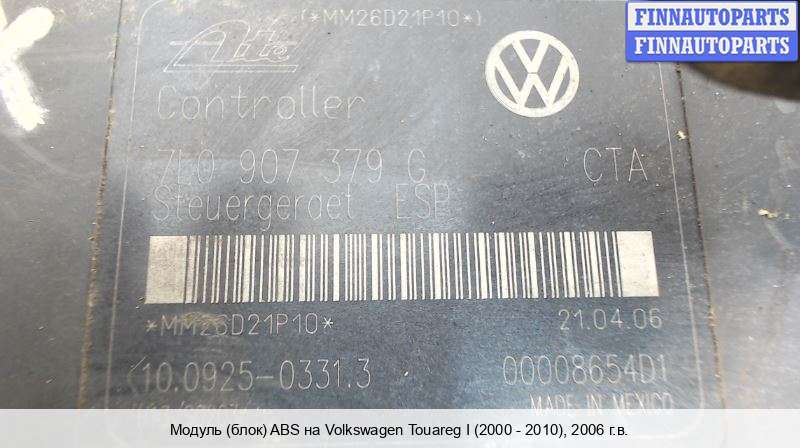 (*MM26D21P10*)
FINNAUTOPARTS
FINNAUTOPARTS
Ate
Controller
7L0 907 379 G CTA
Steuergeraet ESP
*MM26D21P10* 21.04.06
10.0925-0331.3 00008654D1
MADE IN MEXICO
Модуль (блок) ABS на Volkswagen Touareg I (2000 - 2010), 2006 г.в.